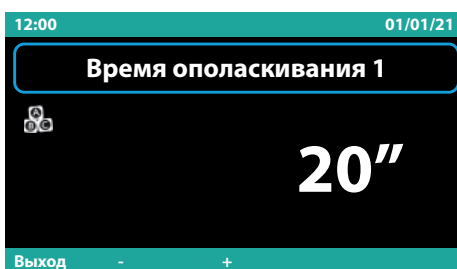 12:00 01/01/21
Время ополаскивания 1
A
B C
20”
Выход - +